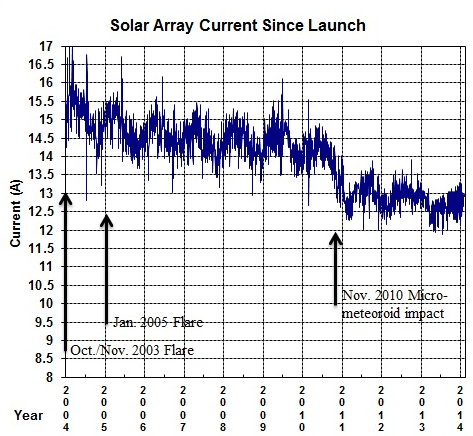 Solar Array Current Since Launch
17
16.5
16
15.5
15
14.5
14
13.5
13
12.5
12
11.5
11
10.5
10
9.5
9
8.5
8
Current (A)
Nov. 2010 Micro-
meteoroid impact
Jan. 2005 Flare
Oct./Nov. 2003 Flare
2004 2005 2006 2007 2008 2009 2010 2011 2012 2013 2014
Year